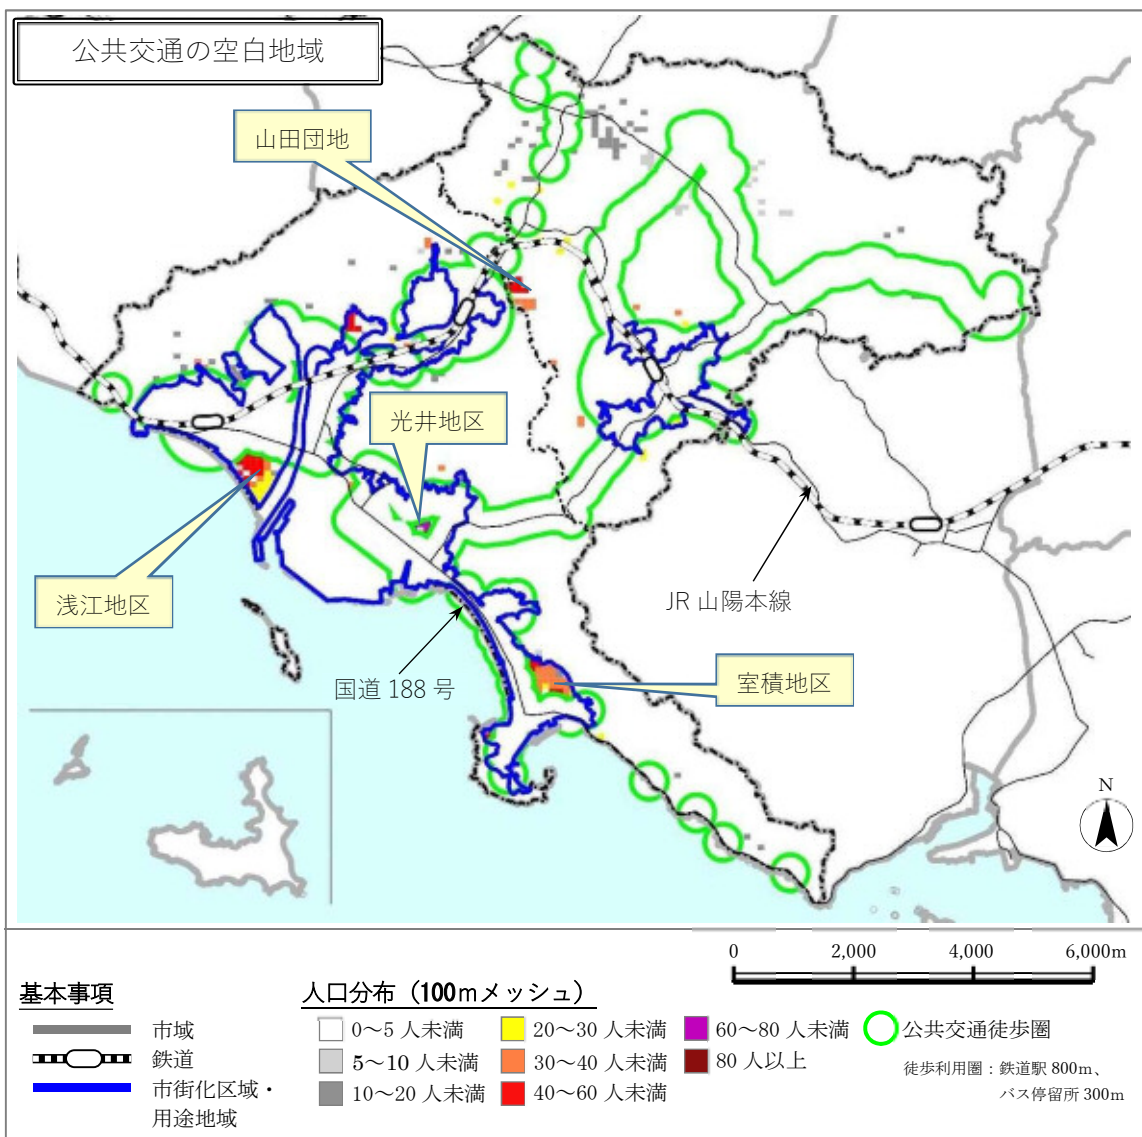 公共交通の空白地域
山田団地
光井地区
浅江地区
JR 山陽本線
国道 188 号
室積地区
N
0 2,000 4,000 6,000m
基本事項
市域
鉄道
市街化区域・
用途地域
人口分布（100ｍメッシュ）
0～5 人未満
5～10 人未満
10～20 人未満
20～30 人未満
30～40 人未満
40～60 人未満
60～80 人未満
80 人以上
公共交通徒歩圏
徒歩利用圏：鉄道駅 800m、
バス停留所 300m